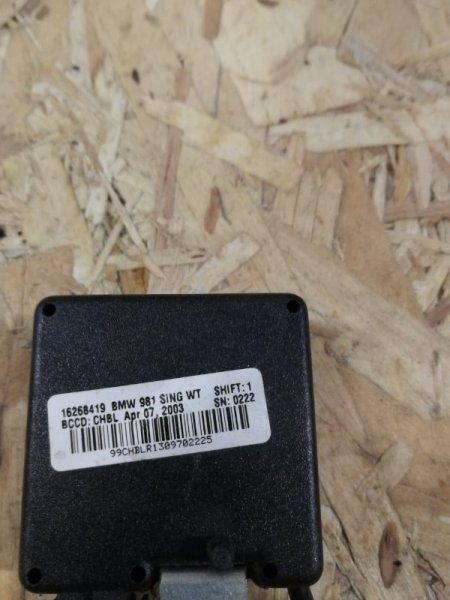 16268419 BMW 981 SING WT SHIFT: 1
BCCD: CHBL Apr 07, 2003 SN: 0222
99CHBLR1309702225